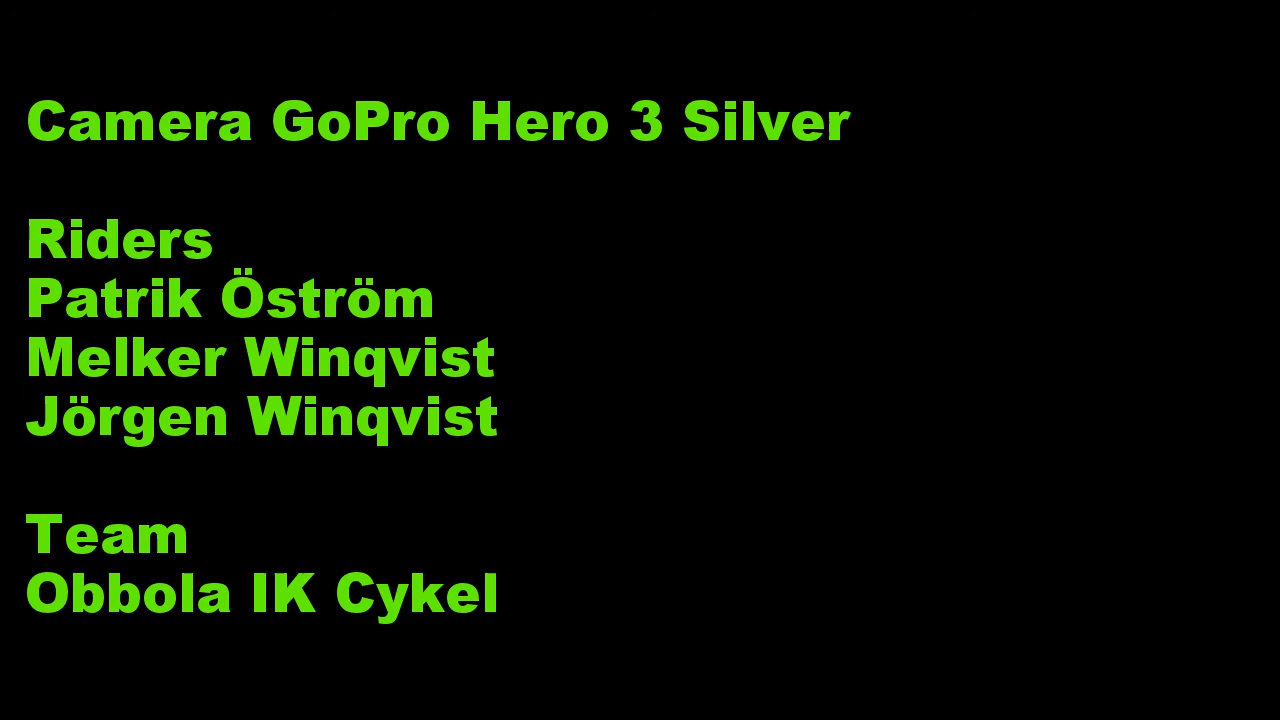 Camera GoPro Hero 3 Silver
Riders
Patrik Öström
Melker Winqvist
Jörgen Winqvist
Team
Obbola IK Cykel